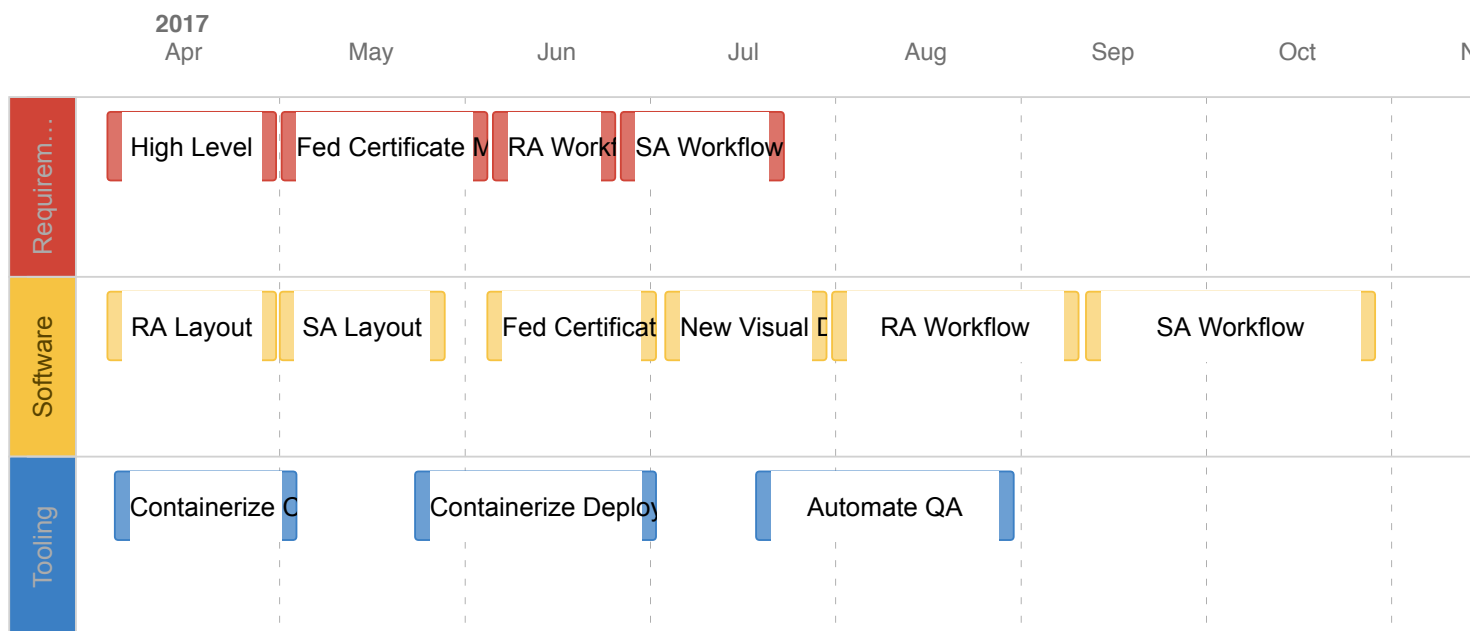 2017
Apr May Jun Jul Aug Sep Oct N
Requirem...
High Level Fed Certificate M RA Workf SA Workflow
Software
RA Layout SA Layout Fed Certificat New Visual D RA Workflow SA Workflow
Tooling
Containerize C Containerize Deploy Automate QA